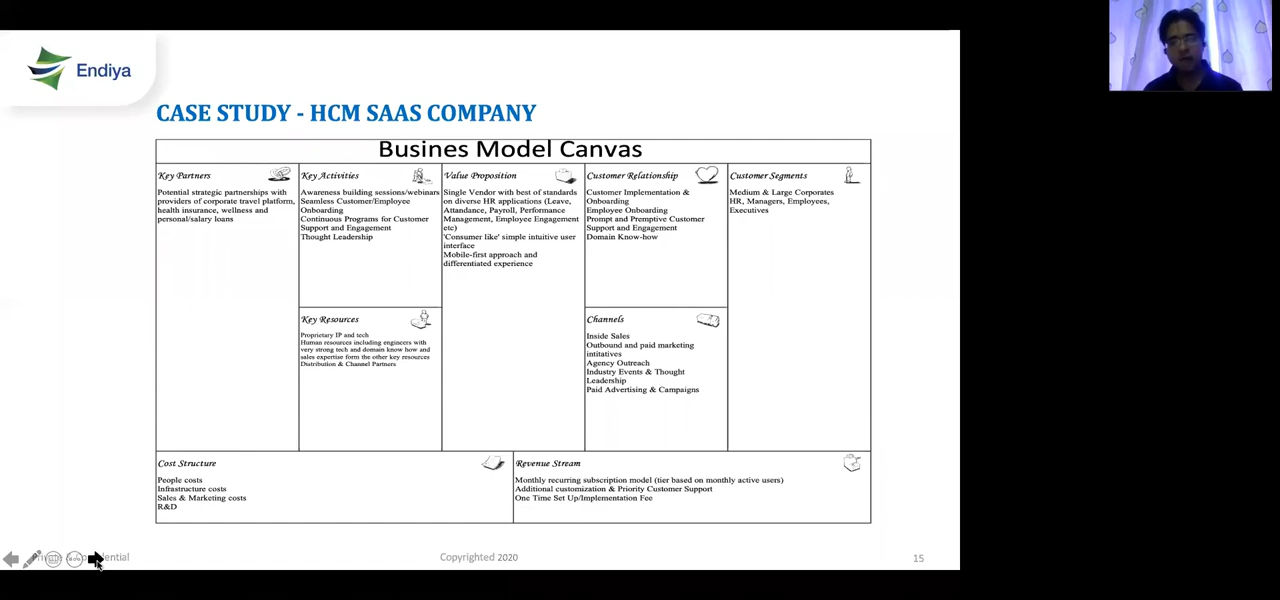 Endiya
CASE STUDY - HCM SAAS COMPANY
Busines Model Canvas
Key Partners
Potential strategic partnerships with
providers of corporate travel platform,
health insurance, wellness and
personal/salary loans
Key Activities
Awareness building sessions/webinars
Seamless Customer/Employee
Onboarding
Continuous Programs for Customer
Support and Engagement
Thought Leadership
Key Resources
Proprietary IP and tech
Human resources including engineers with
very strong tech and domain know how and
sales expertise form the other key resources
Distribution & Channel Partners
Value Proposition
Single Vendor with best of standards
on diverse HR applications (Leave,
Attendance, Payroll, Performance
Management, Employee Engagement
etc)
'Consumer like' simple intuitive user
interface
Mobile-first approach and
differentiated experience
Customer Relationship
Customer Implementation &
Onboarding
Employee Onboarding
Prompt and Premptive Customer
Support and Engagement
Domain Know-how
Channels
Inside Sales
Outbound and paid marketing
intitatives
Agency Outreach
Industry Events & Thought
Leadership
Paid Advertising & Campaigns
Customer Segments
Medium & Large Corporates
HR, Managers, Employees,
Executives
Cost Structure
People costs
Infrastructure costs
Sales & Marketing costs
R&D
Revenue Stream
Monthly recurring subscription model (tier based on monthly active users)
Additional customization & Priority Customer Support
One Time Set Up/Implementation Fee
Copyrighted 2020
15